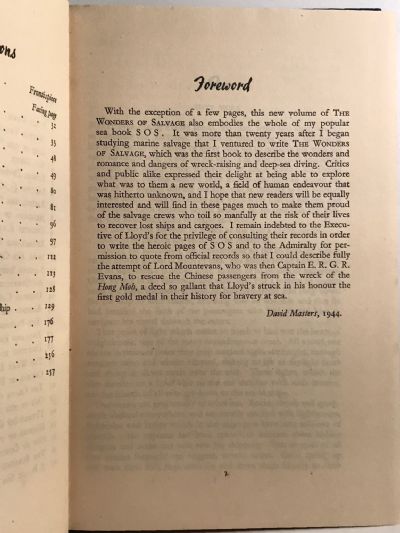 ons
Frontispiece
Facing page
32
33
48
49
80
81
96
97
112
113
128
hip . 129
176
177
256
257
Foreword
With the exception of a few pages, this new volume of THE
WONDERS OF SALVAGE also embodies the whole of my popular
sea book S O S. It was more than twenty years after I began
studying marine salvage that I ventured to write THE WONDERS
OF SALVAGE, which was the first book to describe the wonders and
romance and dangers of wreck-raising and deep-sea diving. Critics
and public alike expressed their delight at being able to explore
what was to them a new world, a field of human endeavour that
was hitherto unknown, and I hope that new readers will be equally
interested and will find in these pages much to make them proud
of the salvage crews who toil so manfully at the risk of their lives
to recover lost ships and cargoes. I remain indebted to the Execu-
tive of Lloyd's for the privilege of consulting their records in order
to write the heroic pages of S O S and to the Admiralty for per-
mission to quote from official records so that I could describe fully
the attempt of Lord Mountevans, who was then Captain E. R. G. R.
Evans, to rescue the Chinese passengers from the wreck of the
Hong Moh, a deed so gallant that Lloyd's struck in his honour the
first gold medal in their history for bravery at sea.
David Masters, 1944.
2